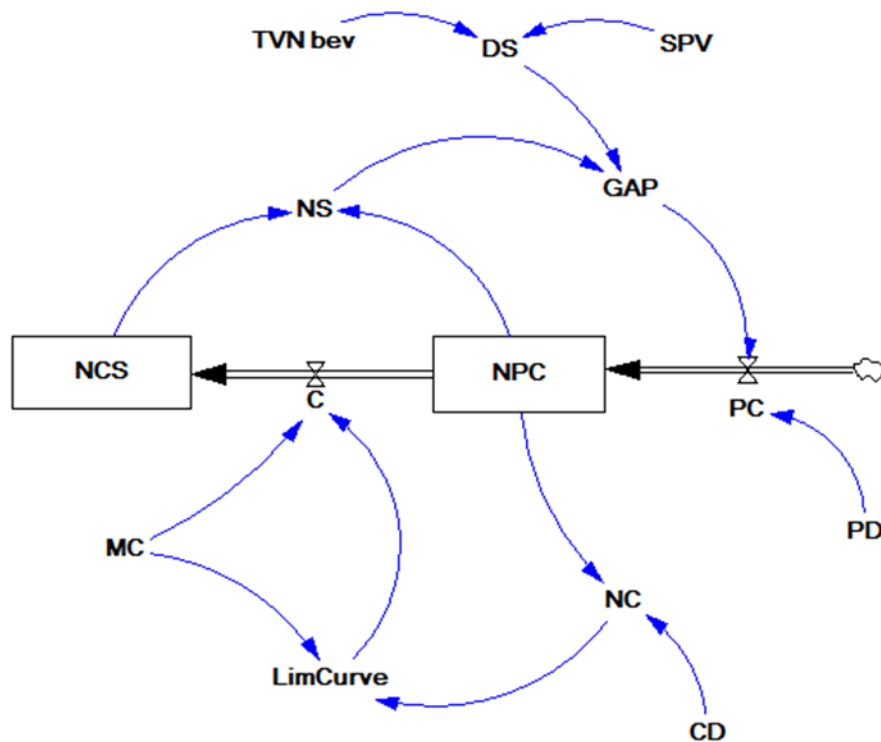 TVN bev
DS
SPV
GAP
NS
NCS
NPC
C
PC
PD
MC
NC
LimCurve
CD